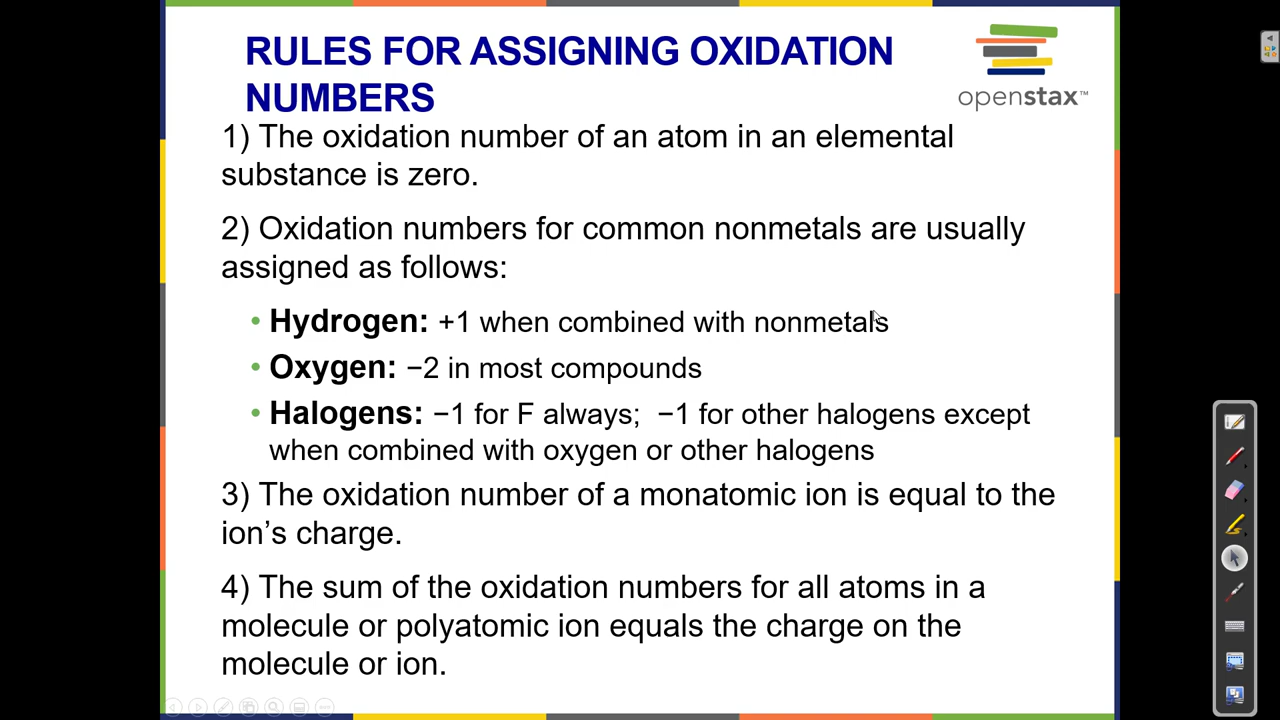 RULES FOR ASSIGNING OXIDATION
NUMBERS
openstax™
1) The oxidation number of an atom in an elemental
substance is zero.
2) Oxidation numbers for common nonmetals are usually
assigned as follows:
• Hydrogen: +1 when combined with nonmetals
• Oxygen: −2 in most compounds
• Halogens: −1 for F always;  −1 for other halogens except
when combined with oxygen or other halogens
3) The oxidation number of a monatomic ion is equal to the
ion’s charge.
4) The sum of the oxidation numbers for all atoms in a
molecule or polyatomic ion equals the charge on the
molecule or ion.